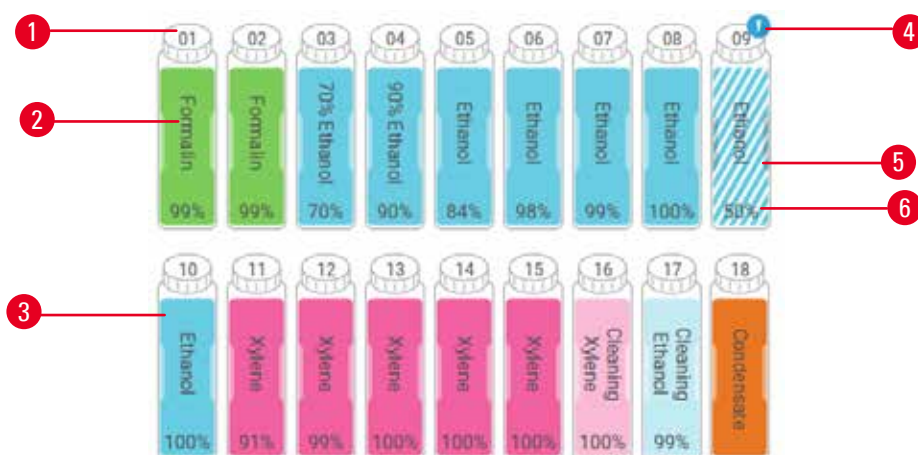 1
01 02 03 04 05 06 07 08 09 ! 4
2
Formalin Formalin 70% Ethanol 90% Ethanol Ethanol Ethanol Ethanol Ethanol Ethanol
5
99% 99% 70% 90% 84% 98% 99% 100% 50% 6
10 11 12 13 14 15 16 17 18
3
Ethanol Xylene Xylene Xylene Xylene Xylene Cleaning Xylene Cleaning Ethanol Condensate
100% 91% 99% 100% 100% 100% 100% 99%